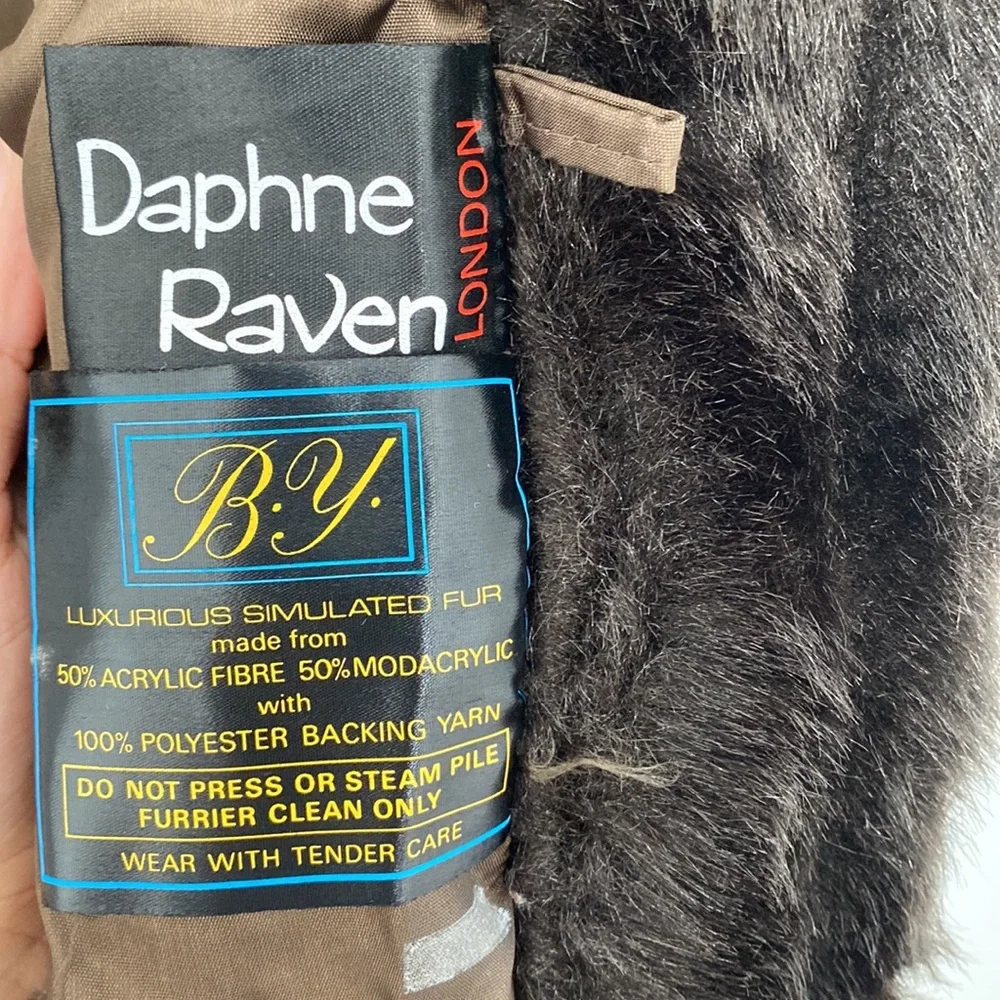 Daphne
Raven
LONDON
B.Y.
LUXURIOUS SIMULATED FUR
made from
50% ACRYLIC FIBRE 50% MODACRYLIC
with
100% POLYESTER BACKING YARN
DO NOT PRESS OR STEAM PILE
FURRIER CLEAN ONLY
WEAR WITH TENDER CARE